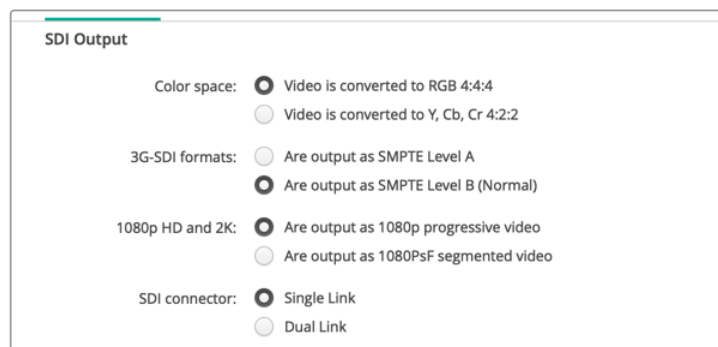 SDI Output
Color space: Video is converted to RGB 4:4:4
Video is converted to Y, Cb, Cr 4:2:2
3G-SDI formats: Are output as SMPTE Level A
Are output as SMPTE Level B (Normal)
1080p HD and 2K: Are output as 1080p progressive video
Are output as 1080PsF segmented video
SDI connector: Single Link
Dual Link